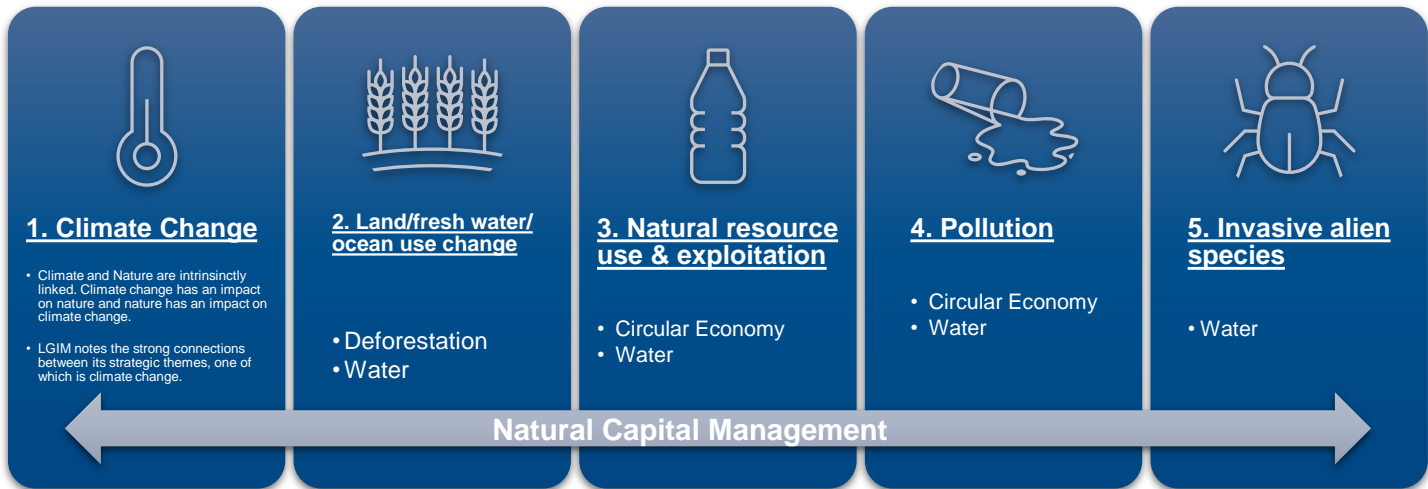 1. Climate Change
• Climate and Nature are intrinsinctly
linked. Climate change has an impact
on nature and nature has an impact on
climate change.
• LGIM notes the strong connections
between its strategic themes, one of
which is climate change.
2. Land/fresh water/
ocean use change
• Deforestation
• Water
3. Natural resource
use & exploitation
• Circular Economy
• Water
4. Pollution
• Circular Economy
• Water
5. Invasive alien
species
• Water
Natural Capital Management